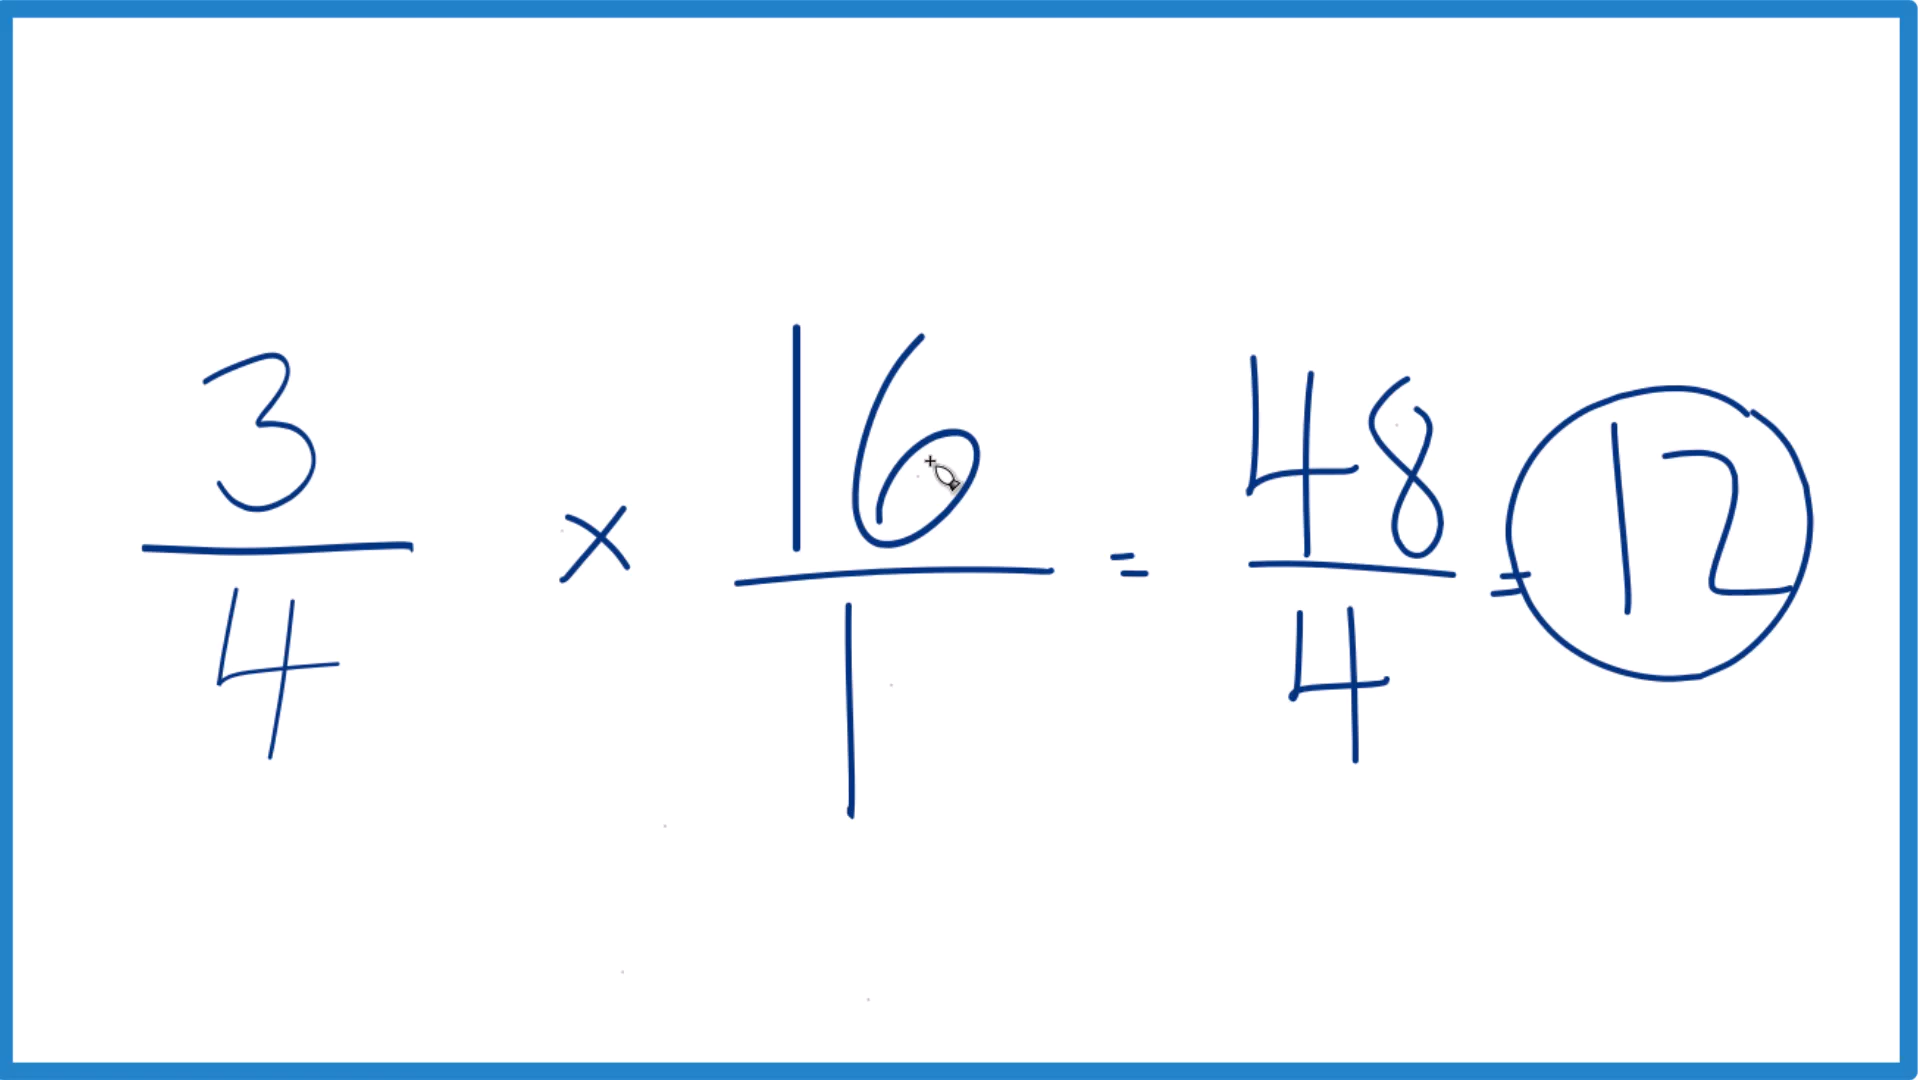 3/4 × 16/1 = 48/4 = 12